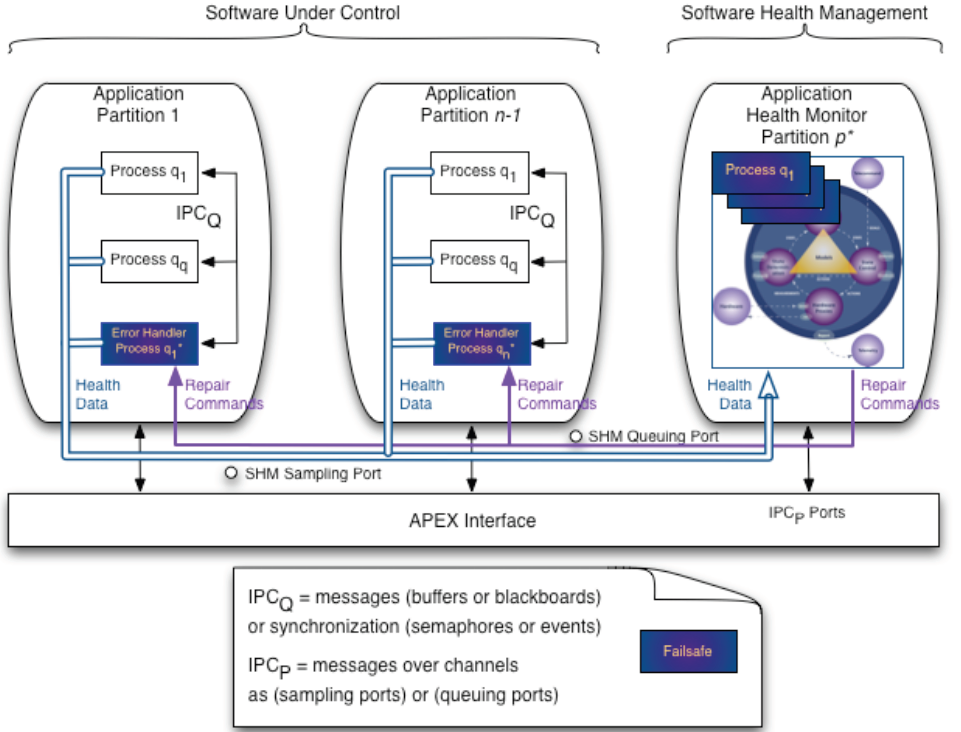 Software Under Control
Software Health Management
Application
Partition 1
Process q1
IPCQ
Process qq
Error Handler
Process q1*
Health
Data
Repair
Commands
Application
Partition n-1
Process q1
IPCQ
Process qq
Error Handler
Process qn*
Health
Data
Repair
Commands
Application
Health Monitor
Partition p*
Process q1
Models
Health
Data
Repair
Commands
SHM Queuing Port
SHM Sampling Port
APEX Interface
IPCP Ports
IPCQ = messages (buffers or blackboards)
or synchronization (semaphores or events)
IPCP = messages over channels
as (sampling ports) or (queuing ports)
Failsafe